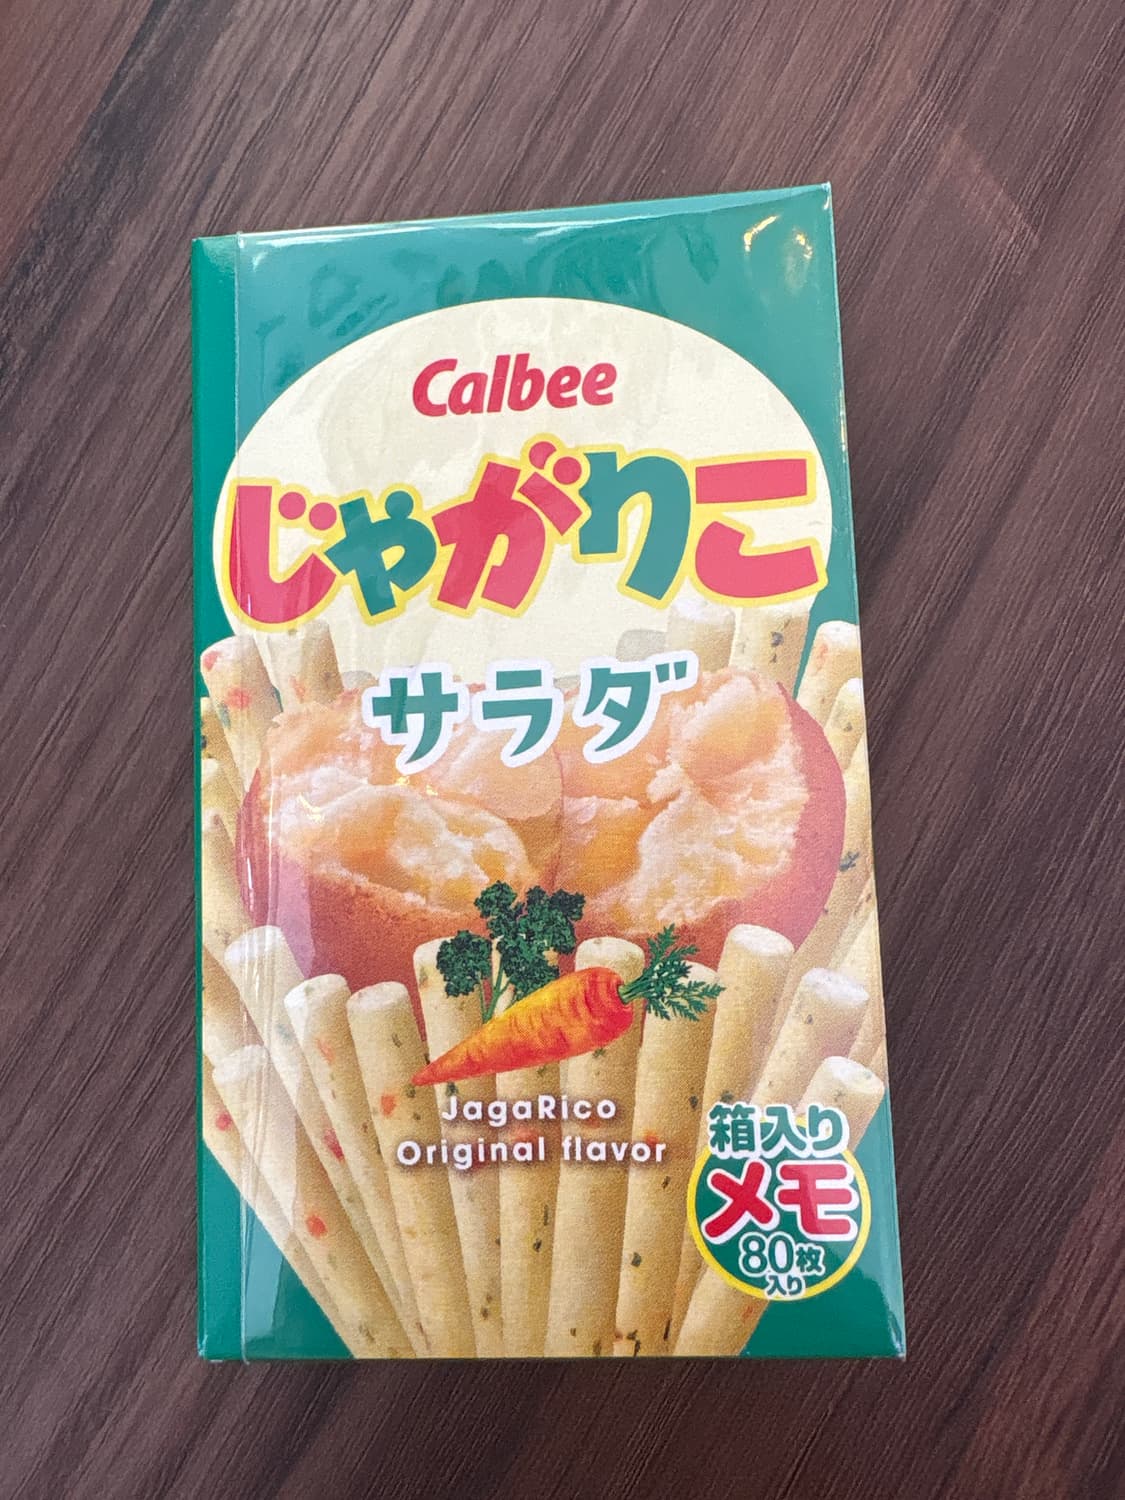 Calbee
じゃがりこ
サラダ
JagaRico
Original flavor
箱入り
メモ
80枚
入り